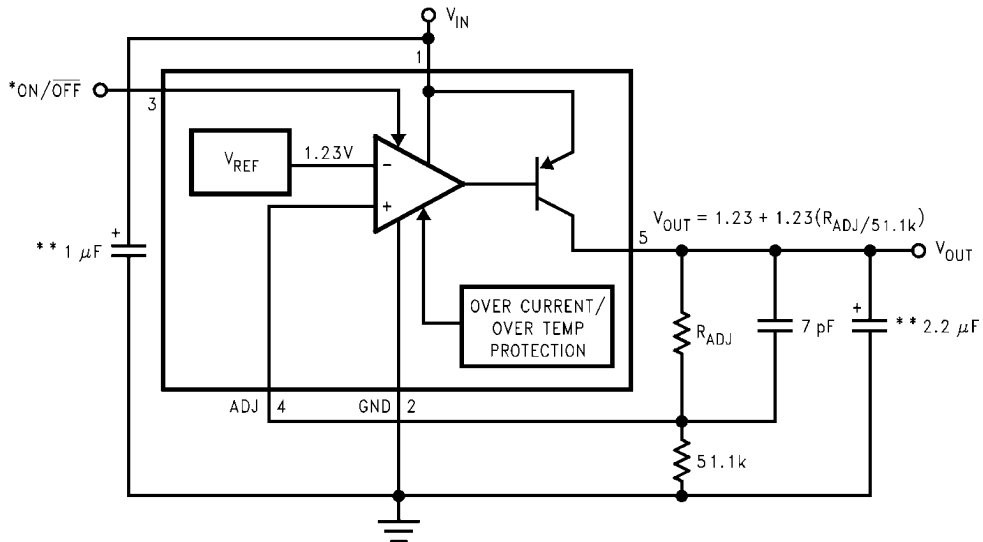 V_IN
1
*ON/O̅F̅F̅
3
V_REF
1.23V
−
+
V_OUT = 1.23 + 1.23(R_ADJ/51.1k)
5
V_OUT
+
** 1 μF
OVER CURRENT/
OVER TEMP
PROTECTION
R_ADJ
7 pF
+
** 2.2 μF
ADJ 4
GND 2
51.1k